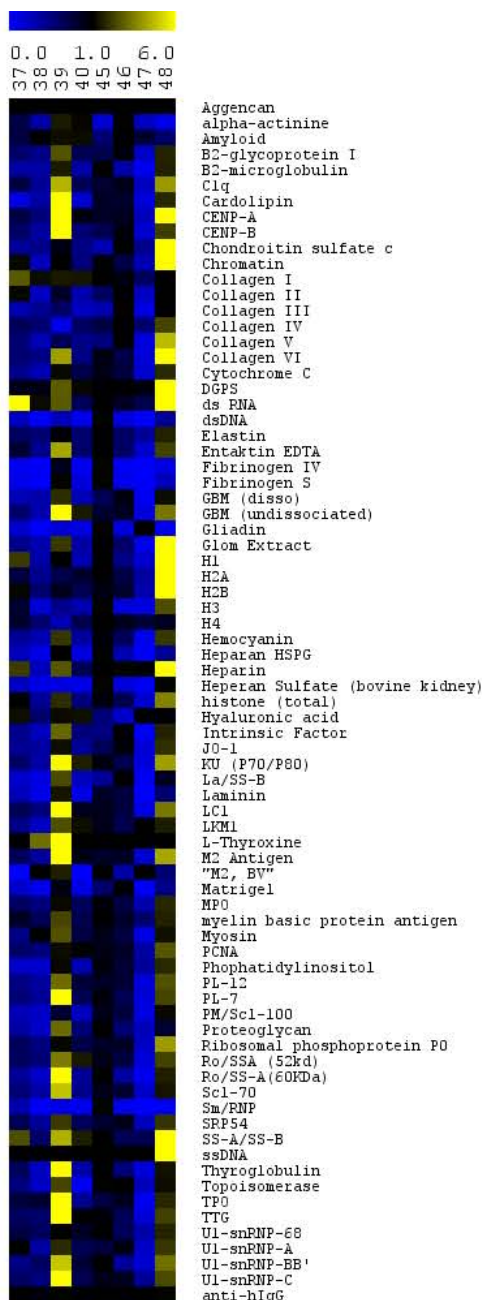 0.0 1.0 6.0
37 38 39 40 45 46 47 48
Aggencan
alpha-actinine
Amyloid
B2-glycoprotein I
B2-microglobulin
C1q
Cardolipin
CENP-A
CENP-B
Chondroitin sulfate c
Chromatin
Collagen I
Collagen II
Collagen III
Collagen IV
Collagen V
Collagen VI
Cytochrome C
DGPS
ds RNA
dsDNA
Elastin
Entaktin EDTA
Fibrinogen IV
Fibrinogen S
GBM (disso)
GBM (undissociated)
Gliadin
Glom Extract
H1
H2A
H2B
H3
H4
Hemocyanin
Heparan HSPG
Heparin
Heperan Sulfate (bovine kidney)
histone (total)
Hyaluronic acid
Intrinsic Factor
JO-1
KU (P70/P80)
La/SS-B
Laminin
LC1
LKM1
L-Thyroxine
M2 Antigen
"M2, BV"
Matrigel
MPO
myelin basic protein antigen
Myosin
PCNA
Phophatidylinositol
PL-12
PL-7
PM/Scl-100
Proteoglycan
Ribosomal phosphoprotein P0
Ro/SSA (52kd)
Ro/SS-A(60KDa)
Scl-70
Sm/RNP
SRP54
SS-A/SS-B
ssDNA
Thyroglobulin
Topoisomerase
TPO
TTG
U1-snRNP-68
U1-snRNP-A
U1-snRNP-BB'
U1-snRNP-C
anti-hIgG